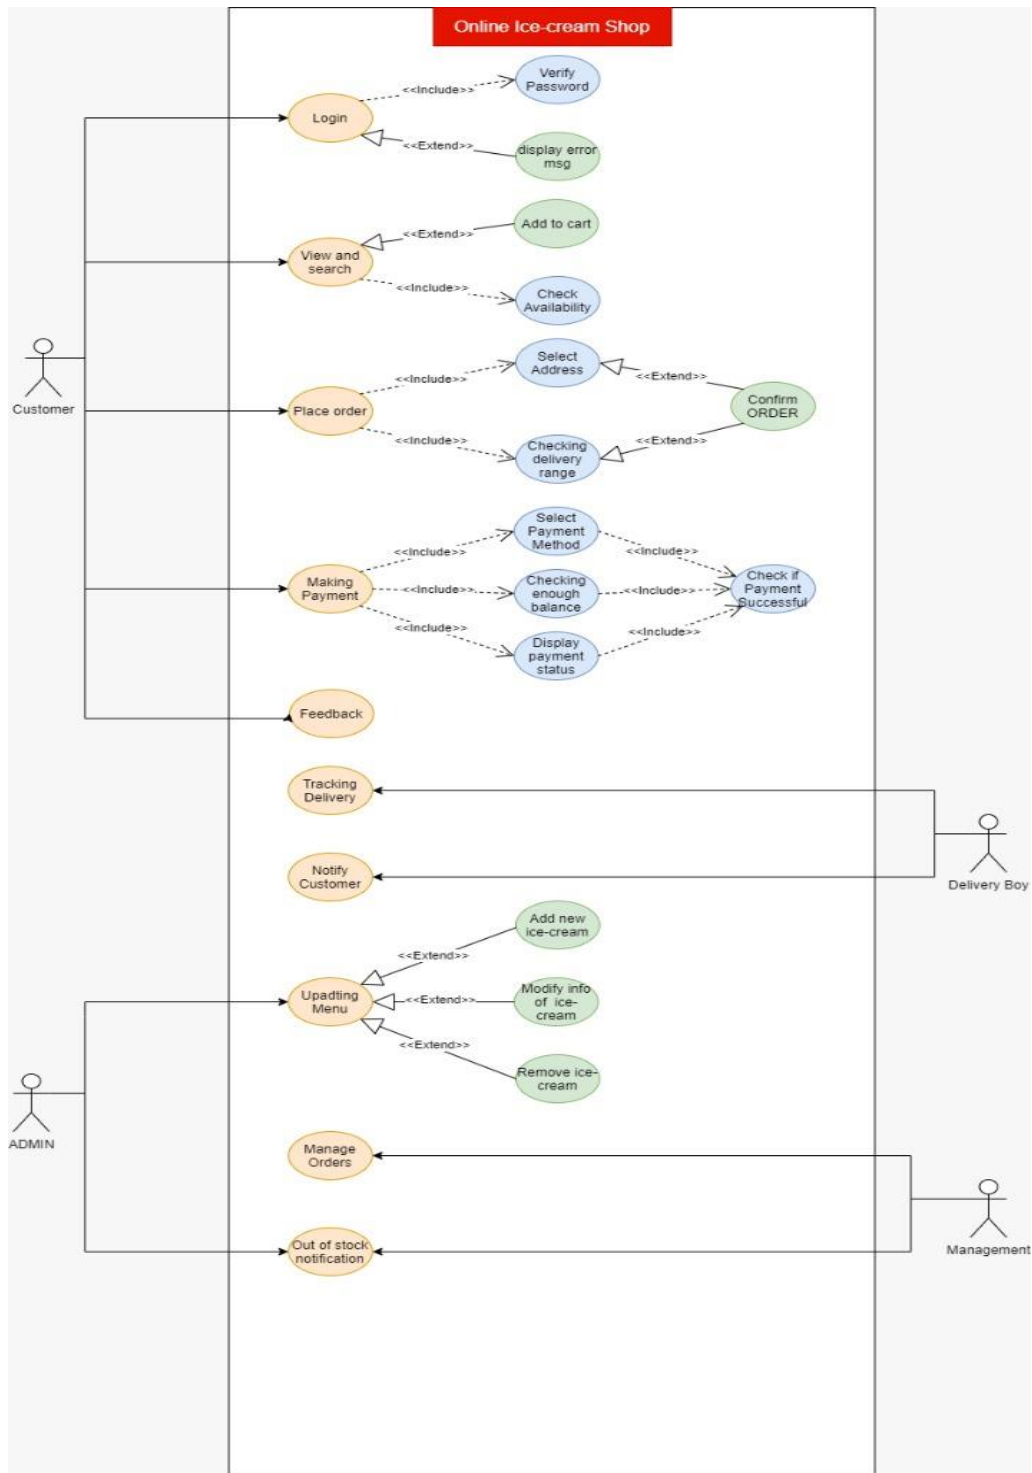 Online Ice-cream Shop
Verify
Password
<<Include>>
Login
<<Extend>>
display error
msg
Add to cart
<<Extend>>
View and
search
<<Include>>
Check
Availability
Select
Address
<<Include>>
<<Extend>>
Customer
Place order
Confirm
ORDER
<<Include>>
<<Extend>>
Checking
delivery
range
Select
Payment
Method
<<Include>>
<<Include>>
Making
Payment
<<Include>>
Checking
enough
balance
<<Include>>
Check if
Payment
Successful
<<Include>>
<<Include>>
Display
payment
status
Feedback
Tracking
Delivery
Notify
Customer
Delivery Boy
Add new
ice-cream
<<Extend>>
Upadting
Menu
<<Extend>>
Modify info
of ice-
cream
<<Extend>>
Remove ice-
cream
ADMIN
Manage
Orders
Out of stock
notification
Management